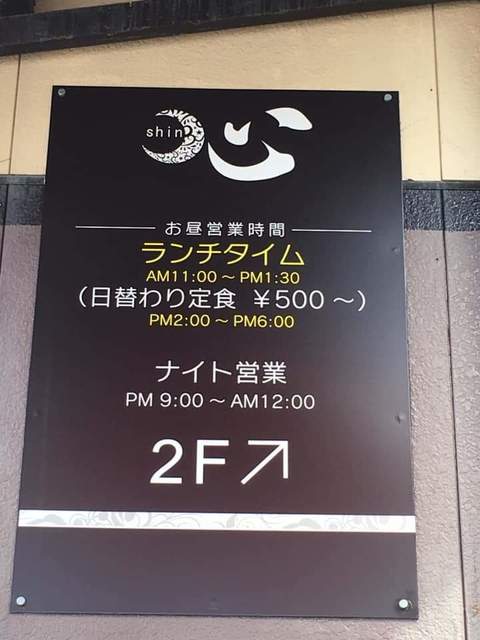 shin 心
お昼営業時間
ランチタイム
AM11:00～PM1:30
（日替わり定食 ￥500～）
PM2:00～PM6:00
ナイト営業
PM 9:00～AM12:00
2F↗